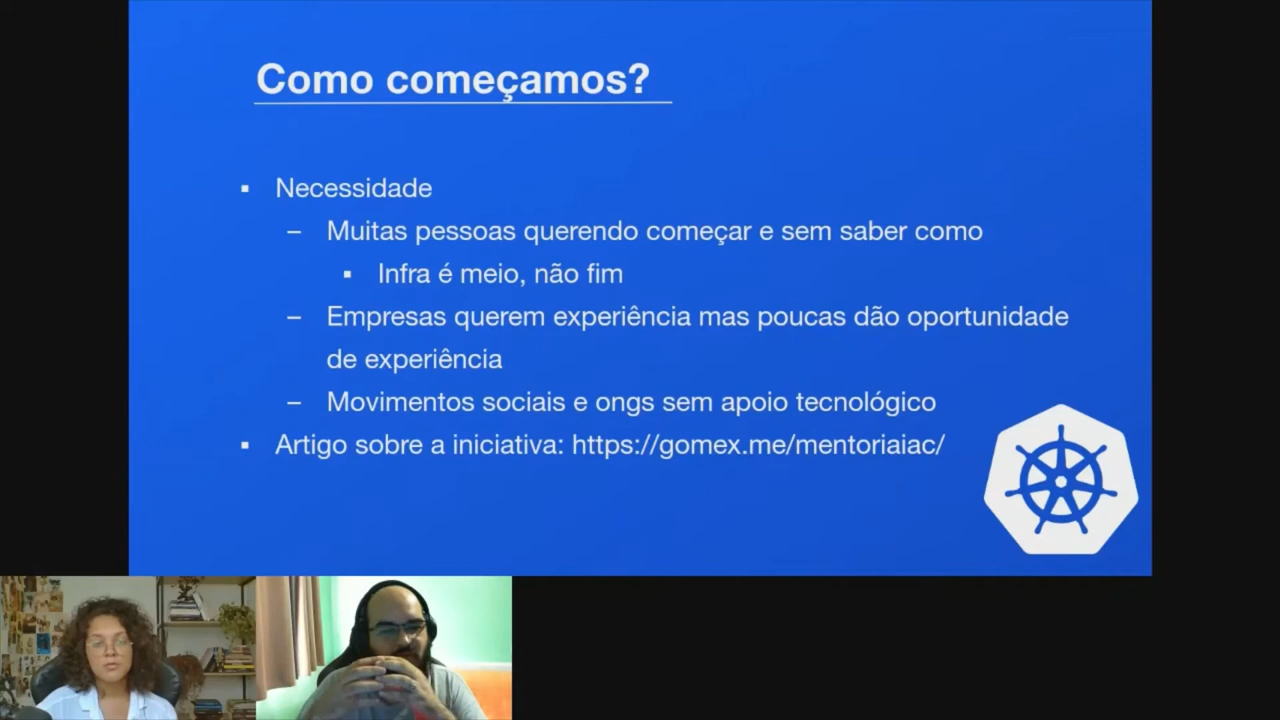 Como começamos?
▪ Necessidade
– Muitas pessoas querendo começar e sem saber como
▪ Infra é meio, não fim
– Empresas querem experiência mas poucas dão oportunidade
de experiência
– Movimentos sociais e ongs sem apoio tecnológico
▪ Artigo sobre a iniciativa: https://gomex.me/mentoriaiac/